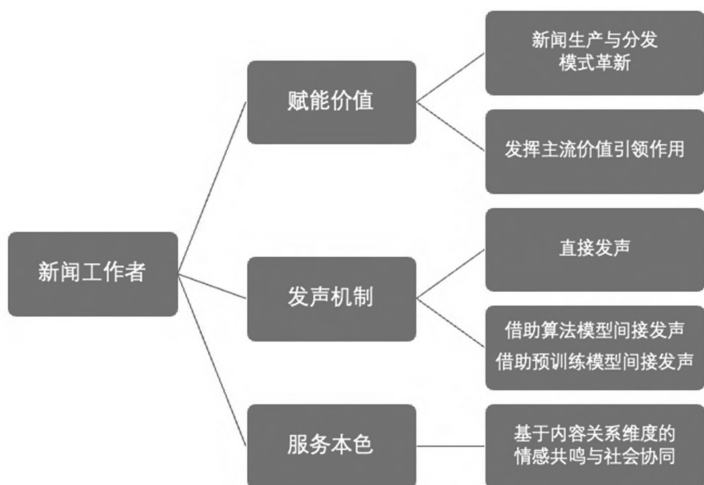 新闻工作者
赋能价值
新闻生产与分发
模式革新
发挥主流价值引领作用
发声机制
直接发声
借助算法模型间接发声
借助预训练模型间接发声
服务本色
基于内容关系维度的
情感共鸣与社会协同